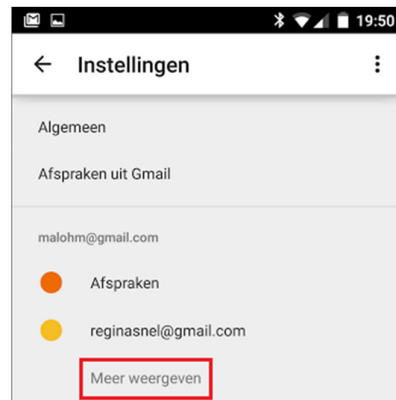 19:50
Instellingen
Algemeen
Afspraken uit Gmail
malohm@gmail.com
Afspraken
reginasnel@gmail.com
Meer weergeven